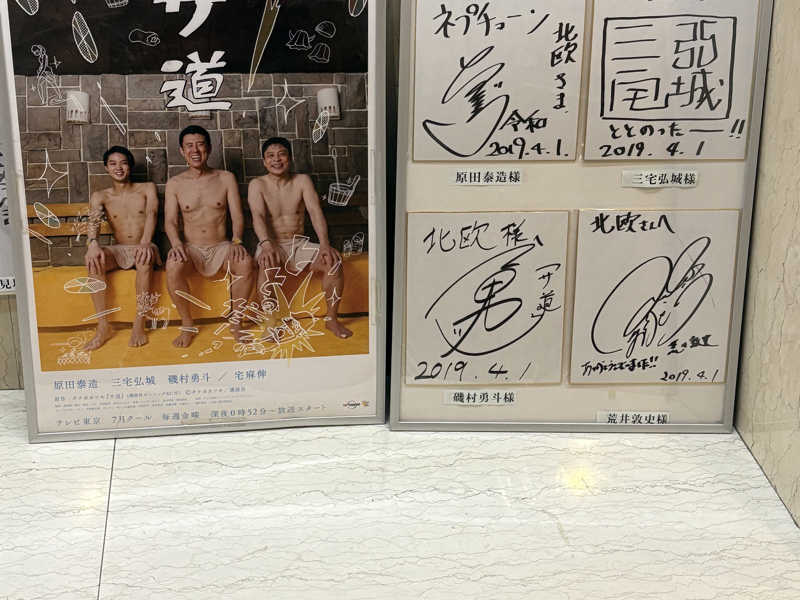 サ道
原田泰造 三宅弘城 磯村勇斗 / 宅麻伸
テレビ東京 7月クール 毎週金曜 深夜0時52分〜放送スタート
ネプチューン
北欧さま
令和
2019.4.1.
原田泰造様
三宅弘城
ととのったー!!
2019.4.1
三宅弘城様
北欧様へ
「サ道」
2019.4.1
磯村勇斗様
北欧さんへ
2019.4.1
荒井敦史様